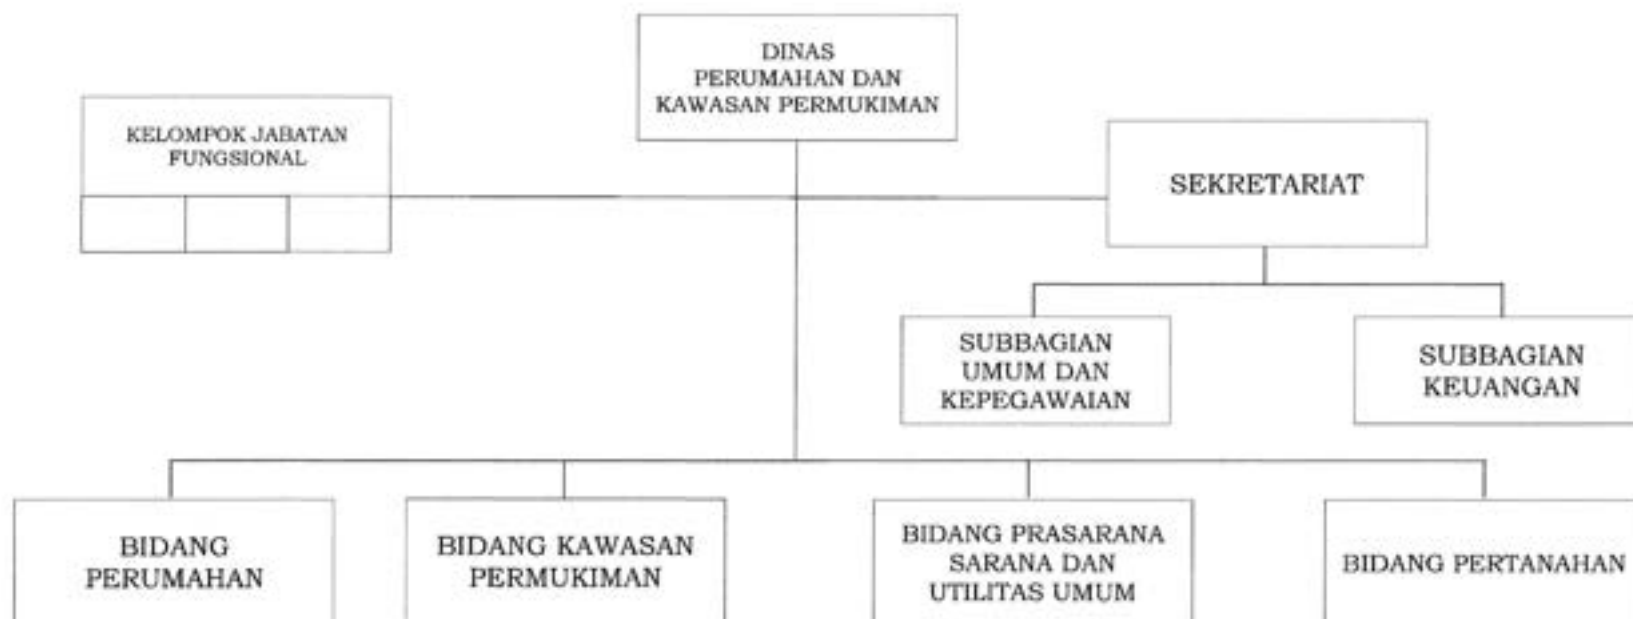 DINAS
PERUMAHAN DAN
KAWASAN PERMUKIMAN
KELOMPOK JABATAN
FUNGSIONAL
SEKRETARIAT
SUBBAGIAN
UMUM DAN
KEPEGAWAIAN
SUBBAGIAN
KEUANGAN
BIDANG
PERUMAHAN
BIDANG KAWASAN
PERMUKIMAN
BIDANG PRASARANA
SARANA DAN
UTILITAS UMUM
BIDANG PERTANAHAN